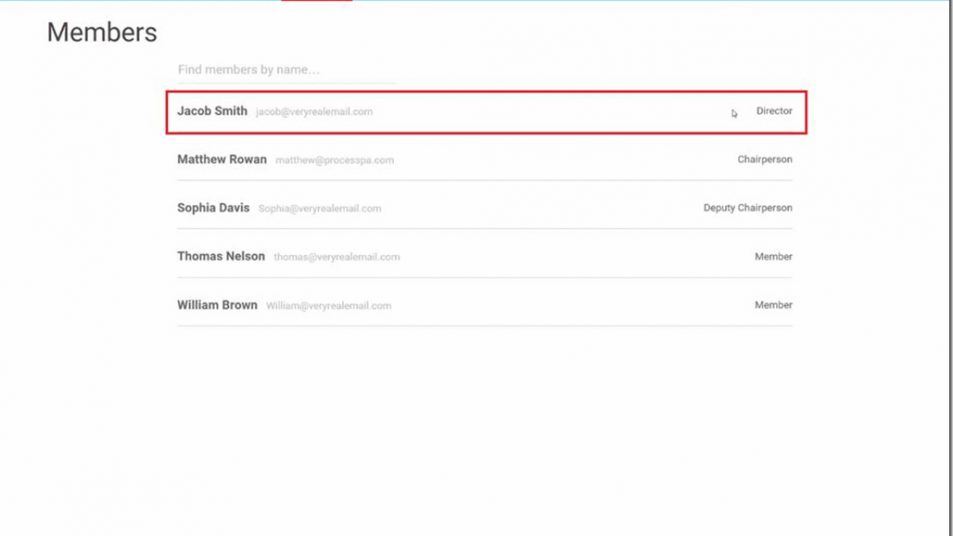 Members
Find members by name...
Jacob Smith jacob@veryrealemail.com Director
Matthew Rowan matthew@processpa.com Chairperson
Sophia Davis Sophia@veryrealemail.com Deputy Chairperson
Thomas Nelson thomas@veryrealemail.com Member
William Brown William@veryrealemail.com Member